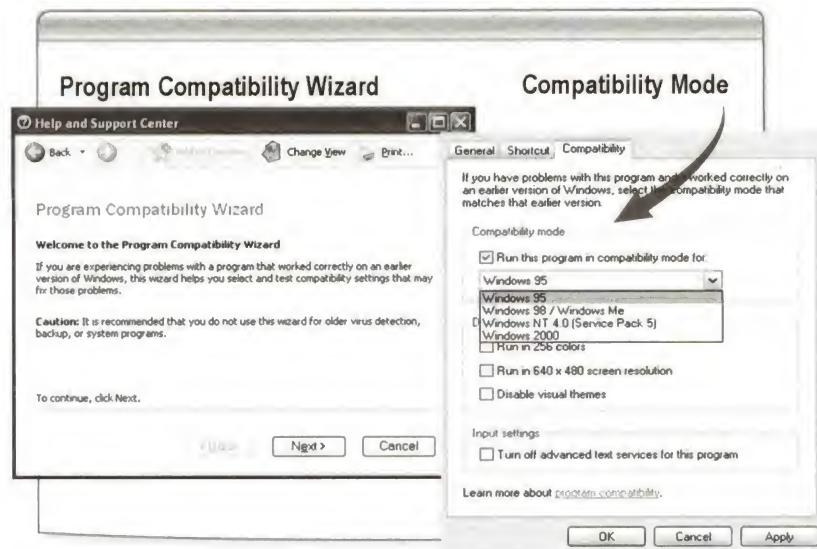 Program Compatibility Wizard
Compatibility Mode
Help and Support Center
Back
Change View
Print...
Program Compatibility Wizard
Welcome to the Program Compatibility Wizard
If you are experiencing problems with a program that worked correctly on an earlier
version of Windows, this wizard helps you select and test compatibility settings that may
fix those problems.
Caution: It is recommended that you do not use this wizard for older virus detection,
backup, or system programs.
To continue, click Next.
Next >
Cancel
General Shortcut Compatibility
If you have problems with this program and worked correctly on
an earlier version of Windows, select the compatibility mode that
matches that earlier version.
Compatibility mode
Run this program in compatibility mode for:
Windows 95
Windows 95
Windows 98 / Windows Me
D
Windows NT 4.0 (Service Pack 5)
Windows 2000
Run in 256 colors
Run in 640 x 480 screen resolution
Disable visual themes
Input settings
Turn off advanced text services for this program
Learn more about program compatibility.
OK
Cancel
Apply